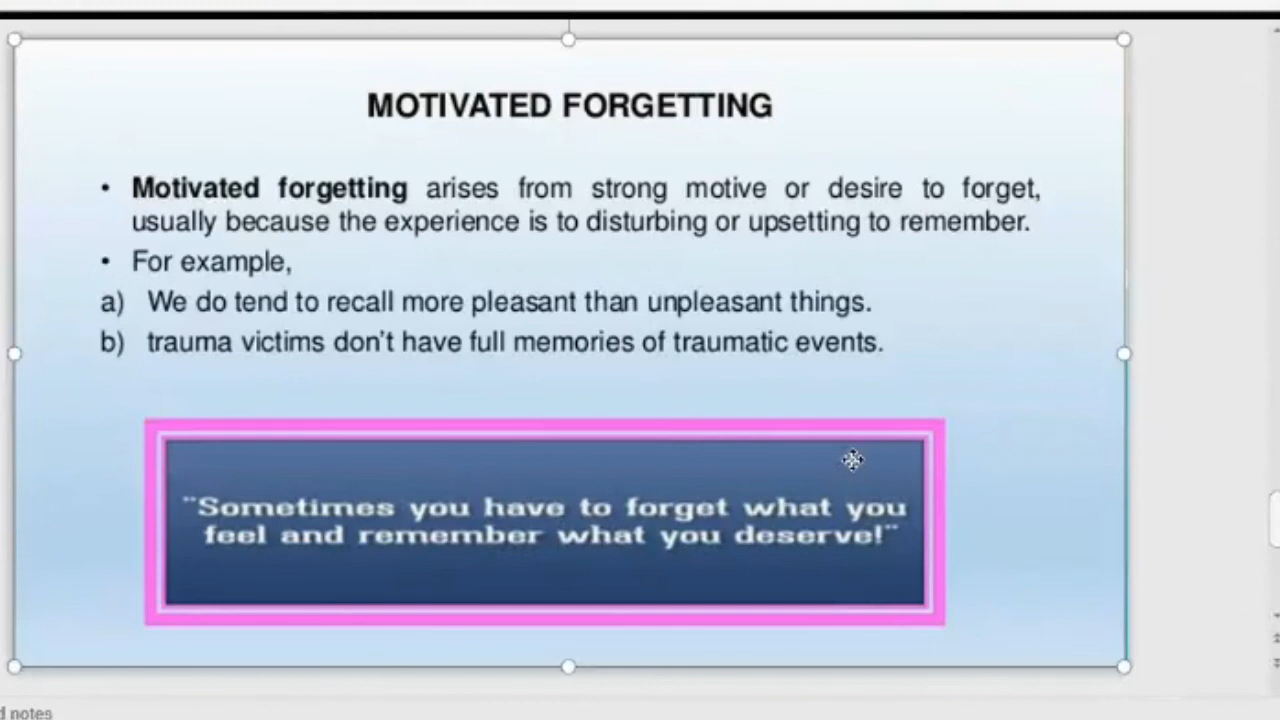 MOTIVATED FORGETTING
• Motivated forgetting arises from strong motive or desire to forget,
usually because the experience is to disturbing or upsetting to remember.
• For example,
a) We do tend to recall more pleasant than unpleasant things.
b) trauma victims don't have full memories of traumatic events.
"Sometimes you have to forget what you
feel and remember what you deserve!"
d notes